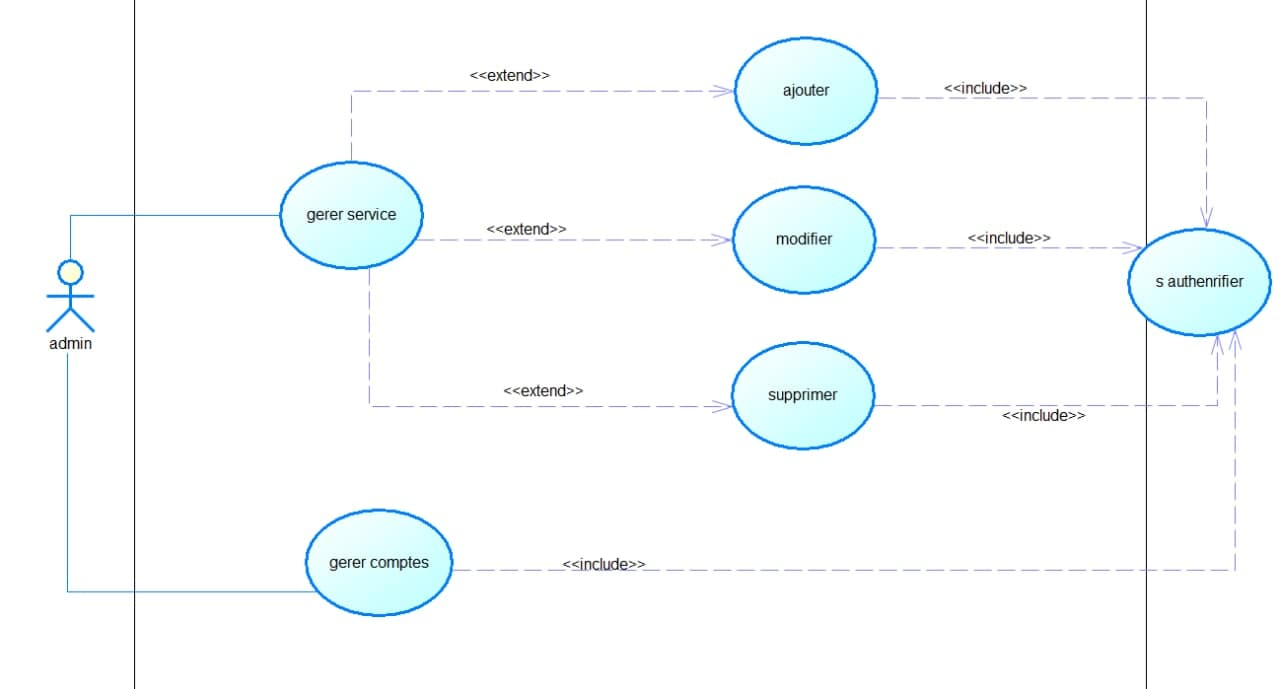 <<extend>>
ajouter
<<include>>
gerer service
<<extend>>
modifier
<<include>>
s authenrifier
admin
<<extend>>
supprimer
<<include>>
gerer comptes
<<include>>